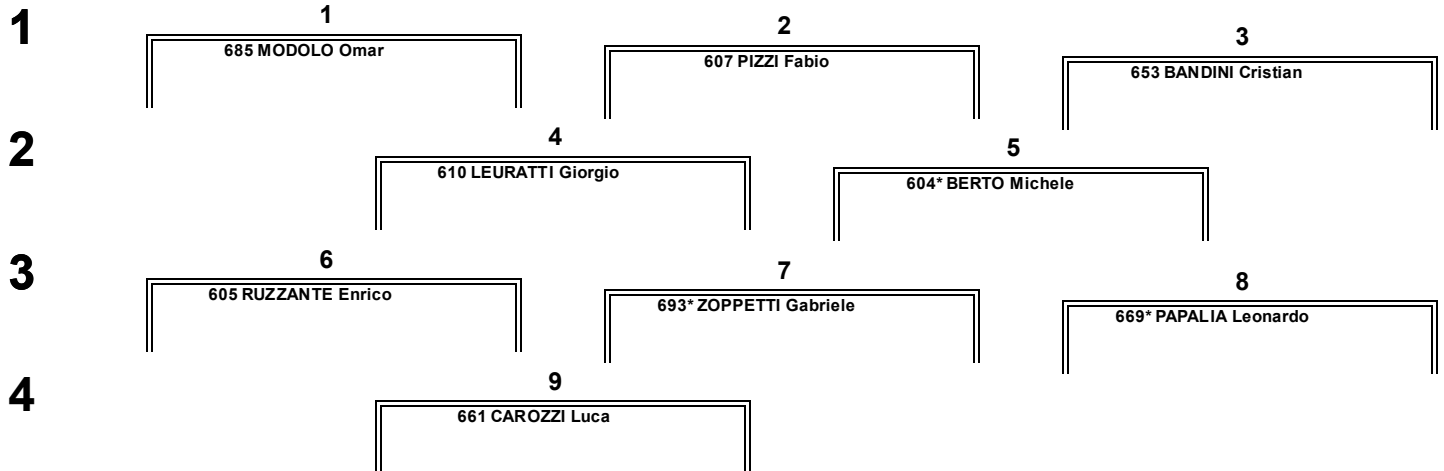 1
1
2
3
685 MODOLO Omar
607 PIZZI Fabio
653 BANDINI Cristian
2
4
5
610 LEURATTI Giorgio
604* BERTO Michele
3
6
7
8
605 RUZZANTE Enrico
693* ZOPPETTI Gabriele
669* PAPALIA Leonardo
4
9
661 CAROZZI Luca